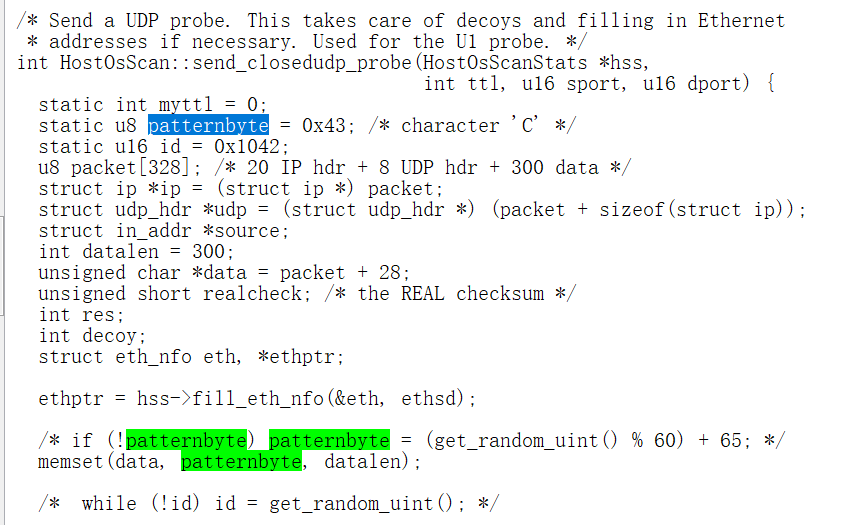 /* Send a UDP probe. This takes care of decoys and filling in Ethernet
 * addresses if necessary. Used for the U1 probe. */
int HostOsScan::send_closedudp_probe(HostOsScanStats *hss,
                                     int ttl, u16 sport, u16 dport) {
  static int myttl = 0;
  static u8 patternbyte = 0x43; /* character 'C' */
  static u16 id = 0x1042;
  u8 packet[328]; /* 20 IP hdr + 8 UDP hdr + 300 data */
  struct ip *ip = (struct ip *) packet;
  struct udp_hdr *udp = (struct udp_hdr *) (packet + sizeof(struct ip));
  struct in_addr *source;
  int datalen = 300;
  unsigned char *data = packet + 28;
  unsigned short realcheck; /* the REAL checksum */
  int res;
  int decoy;
  struct eth_nfo eth, *ethptr;

  ethptr = hss->fill_eth_nfo(&eth, ethsd);

  /* if (!patternbyte) patternbyte = (get_random_uint() % 60) + 65; */
  memset(data, patternbyte, datalen);

  /*  while (!id) id = get_random_uint(); */